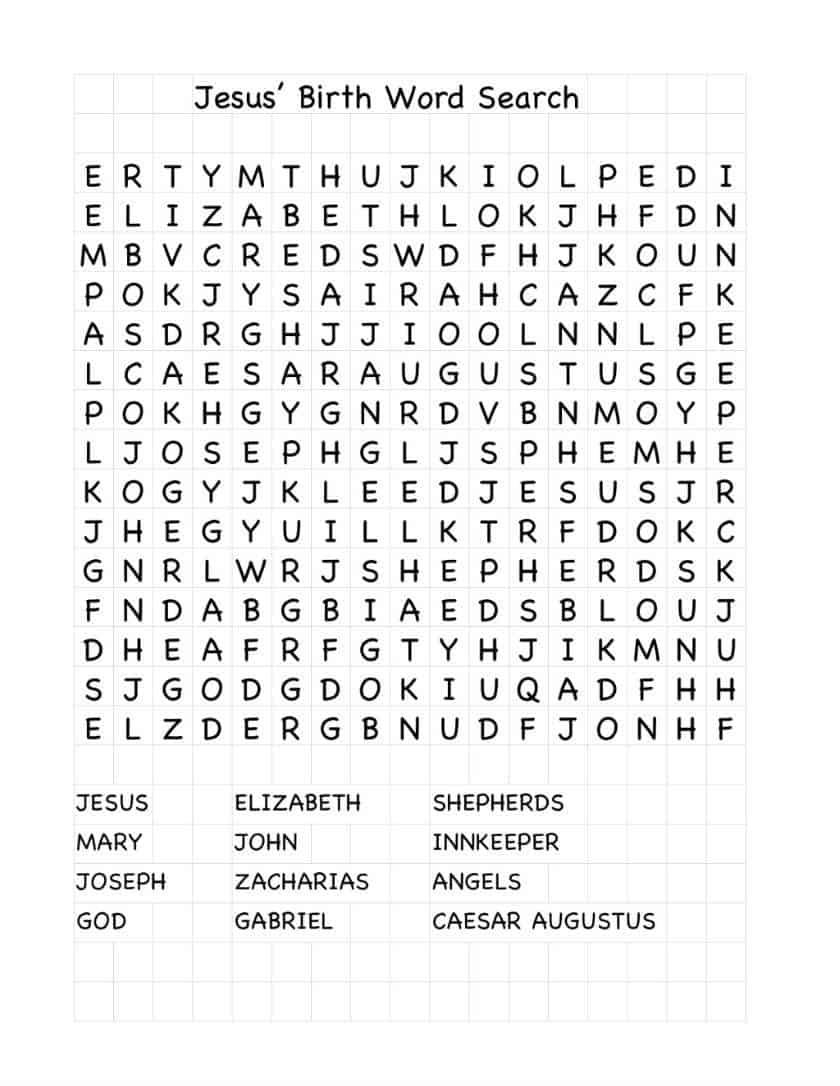 Jesus' Birth Word Search
E R T Y M T H U J K I O L P E D I
E L I Z A B E T H L O K J H F D N
M B V C R E D S W D F H J K O U N
P O K J Y S A I R A H C A Z C F K
A S D R G H J J I O O L N N L P E
L C A E S A R A U G U S T U S G E
P O K H G Y G N R D V B N M O Y P
L J O S E P H G L J S P H E M H E
K O G Y J K L E E D J E S U S J R
J H E G Y U I L L K T R F D O K C
G N R L W R J S H E P H E R D S K
F N D A B G B I A E D S B L O U J
D H E A F R F G T Y H J I K M N U
S J G O D G D O K I U Q A D F H H
E L Z D E R G B N U D F J O N H F
JESUS ELIZABETH SHEPHERDS
MARY JOHN INNKEEPER
JOSEPH ZACHARIAS ANGELS
GOD GABRIEL CAESAR AUGUSTUS